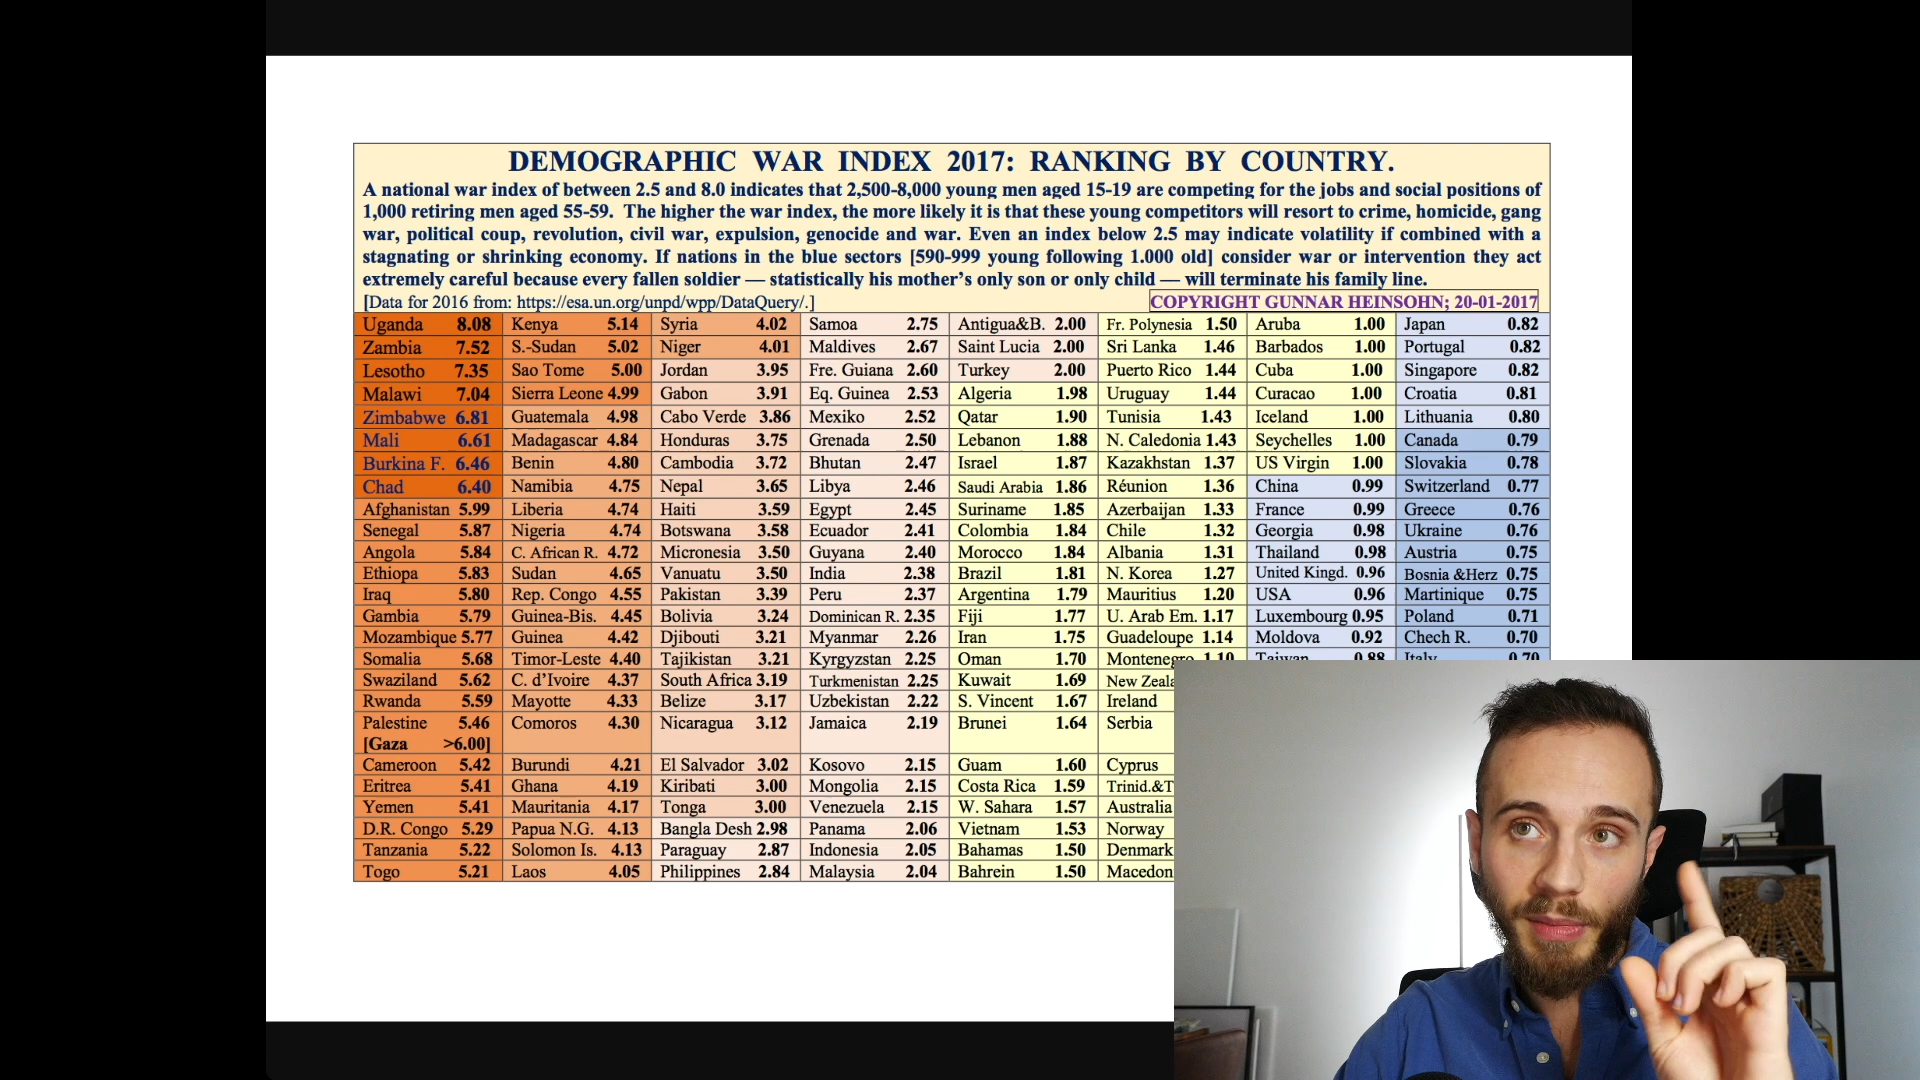 DEMOGRAPHIC WAR INDEX 2017: RANKING BY COUNTRY.
A national war index of between 2.5 and 8.0 indicates that 2,500-8,000 young men aged 15-19 are competing for the jobs and social positions of
1,000 retiring men aged 55-59. The higher the war index, the more likely it is that these young competitors will resort to crime, homicide, gang
war, political coup, revolution, civil war, expulsion, genocide and war. Even an index below 2.5 may indicate volatility if combined with a
stagnating or shrinking economy. If nations in the blue sectors [590-999 young following 1.000 old] consider war or intervention they act
extremely careful because every fallen soldier — statistically his mother's only son or only child — will terminate his family line.
[Data for 2016 from: https://esa.un.org/unpd/wpp/DataQuery/.] COPYRIGHT GUNNAR HEINSOHN; 20-01-2017
Uganda 8.08 Kenya 5.14 Syria 4.02 Samoa 2.75 Antigua&B. 2.00 Fr. Polynesia 1.50 Aruba 1.00 Japan 0.82
Zambia 7.52 S.-Sudan 5.02 Niger 4.01 Maldives 2.67 Saint Lucia 2.00 Sri Lanka 1.46 Barbados 1.00 Portugal 0.82
Lesotho 7.35 Sao Tome 5.00 Jordan 3.95 Fre. Guiana 2.60 Turkey 2.00 Puerto Rico 1.44 Cuba 1.00 Singapore 0.82
Malawi 7.04 Sierra Leone 4.99 Gabon 3.91 Eq. Guinea 2.53 Algeria 1.98 Uruguay 1.44 Curacao 1.00 Croatia 0.81
Zimbabwe 6.81 Guatemala 4.98 Cabo Verde 3.86 Mexiko 2.52 Qatar 1.90 Tunisia 1.43 Iceland 1.00 Lithuania 0.80
Mali 6.61 Madagascar 4.84 Honduras 3.75 Grenada 2.50 Lebanon 1.88 N. Caledonia 1.43 Seychelles 1.00 Canada 0.79
Burkina F. 6.46 Benin 4.80 Cambodia 3.72 Bhutan 2.47 Israel 1.87 Kazakhstan 1.37 US Virgin 1.00 Slovakia 0.78
Chad 6.40 Namibia 4.75 Nepal 3.65 Libya 2.46 Saudi Arabia 1.86 Réunion 1.36 China 0.99 Switzerland 0.77
Afghanistan 5.99 Liberia 4.74 Haiti 3.59 Egypt 2.45 Suriname 1.85 Azerbaijan 1.33 France 0.99 Greece 0.76
Senegal 5.87 Nigeria 4.74 Botswana 3.58 Ecuador 2.41 Colombia 1.84 Chile 1.32 Georgia 0.98 Ukraine 0.76
Angola 5.84 C. African R. 4.72 Micronesia 3.50 Guyana 2.40 Morocco 1.84 Albania 1.31 Thailand 0.98 Austria 0.75
Ethiopa 5.83 Sudan 4.65 Vanuatu 3.50 India 2.38 Brazil 1.81 N. Korea 1.27 United Kingd. 0.96 Bosnia &Herz 0.75
Iraq 5.80 Rep. Congo 4.55 Pakistan 3.39 Peru 2.37 Argentina 1.79 Mauritius 1.20 USA 0.96 Martinique 0.75
Gambia 5.79 Guinea-Bis. 4.45 Bolivia 3.24 Dominican R. 2.35 Fiji 1.77 U. Arab Em. 1.17 Luxembourg 0.95 Poland 0.71
Mozambique 5.77 Guinea 4.42 Djibouti 3.21 Myanmar 2.26 Iran 1.75 Guadeloupe 1.14 Moldova 0.92 Chech R. 0.70
Somalia 5.68 Timor-Leste 4.40 Tajikistan 3.21 Kyrgyzstan 2.25 Oman 1.70 Montenegro 1.10 Taiwan 0.88 Italy 0.70
Swaziland 5.62 C. d'Ivoire 4.37 South Africa 3.19 Turkmenistan 2.25 Kuwait 1.69 New Zeala
Rwanda 5.59 Mayotte 4.33 Belize 3.17 Uzbekistan 2.22 S. Vincent 1.67 Ireland
Palestine 5.46 Comoros 4.30 Nicaragua 3.12 Jamaica 2.19 Brunei 1.64 Serbia
[Gaza >6.00]
Cameroon 5.42 Burundi 4.21 El Salvador 3.02 Kosovo 2.15 Guam 1.60 Cyprus
Eritrea 5.41 Ghana 4.19 Kiribati 3.00 Mongolia 2.15 Costa Rica 1.59 Trinid.&T
Yemen 5.41 Mauritania 4.17 Tonga 3.00 Venezuela 2.15 W. Sahara 1.57 Australia
D.R. Congo 5.29 Papua N.G. 4.13 Bangla Desh 2.98 Panama 2.06 Vietnam 1.53 Norway
Tanzania 5.22 Solomon Is. 4.13 Paraguay 2.87 Indonesia 2.05 Bahamas 1.50 Denmark
Togo 5.21 Laos 4.05 Philippines 2.84 Malaysia 2.04 Bahrein 1.50 Macedon